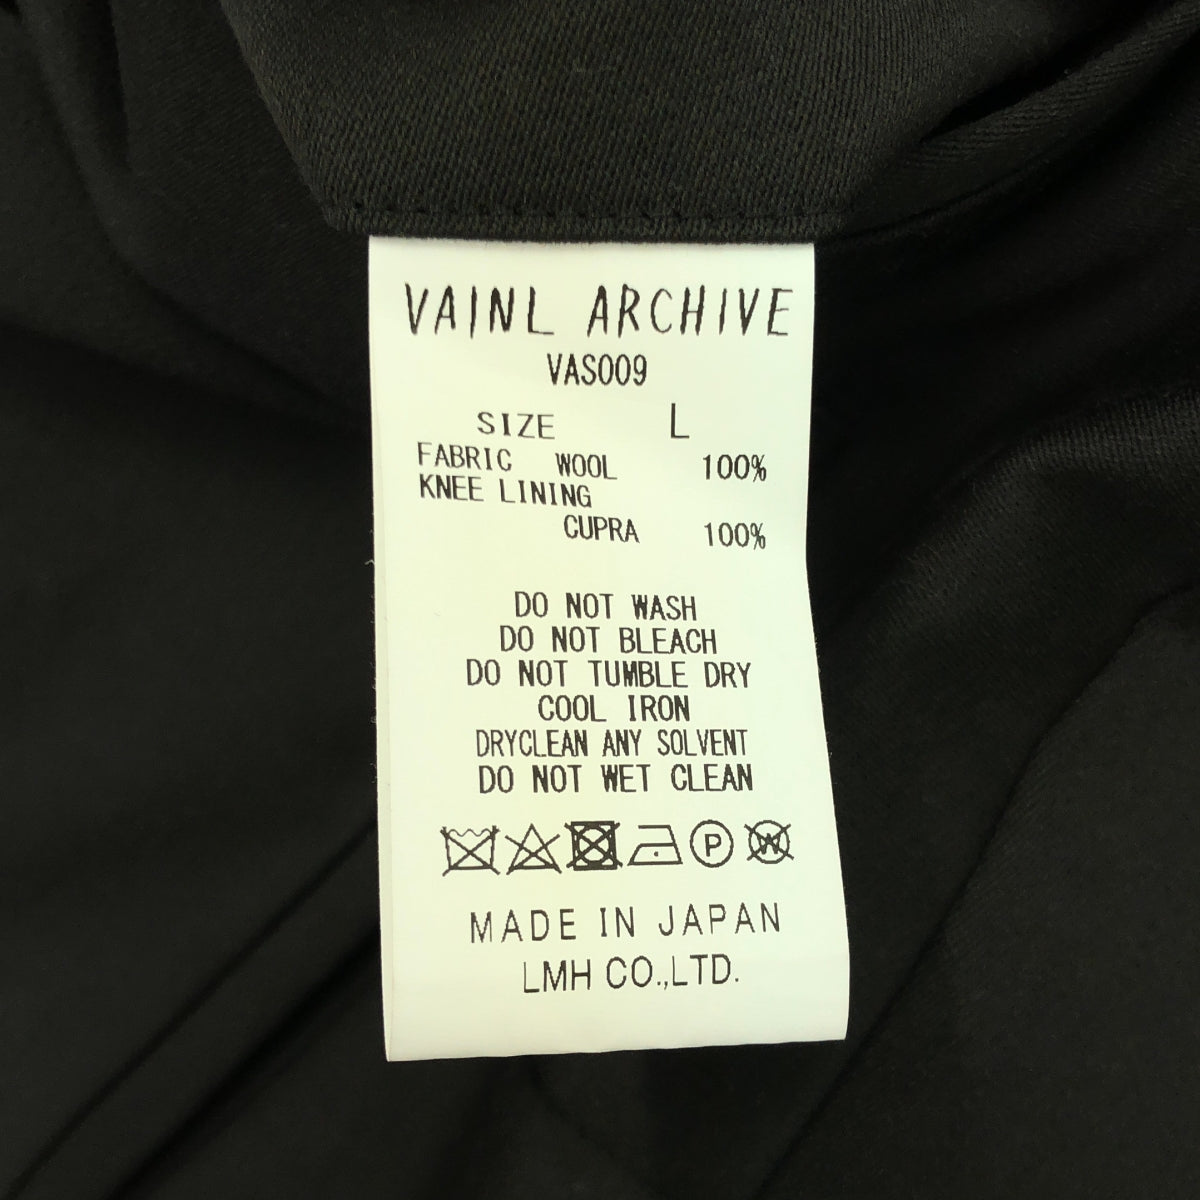 VAINL ARCHIVE
VAS009
SIZE L
FABRIC WOOL 100%
KNEE LINING
CUPRA 100%
DO NOT WASH
DO NOT BLEACH
DO NOT TUMBLE DRY
COOL IRON
DRYCLEAN ANY SOLVENT
DO NOT WET CLEAN
P W
MADE IN JAPAN
LMH CO.,LTD.